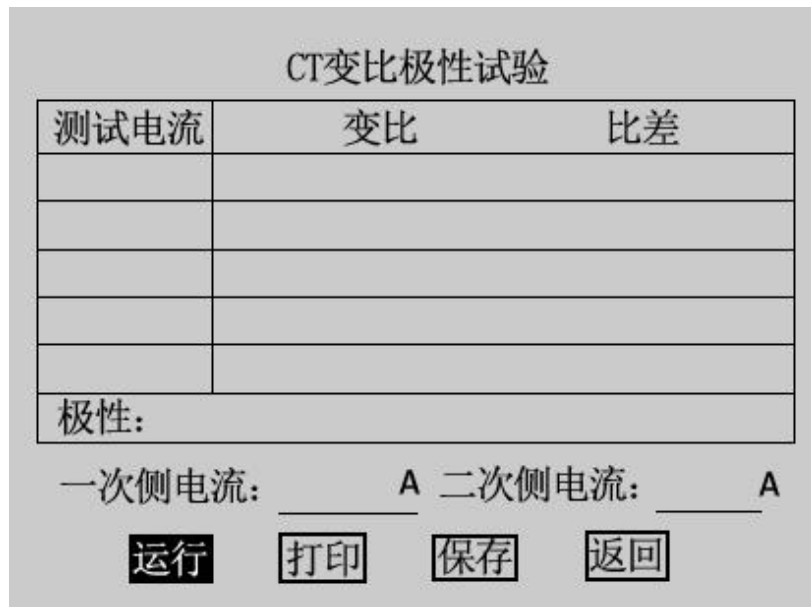 CT变比极性试验
测试电流 变比 比差
极性：
一次侧电流： A 二次侧电流： A
运行 打印 保存 返回